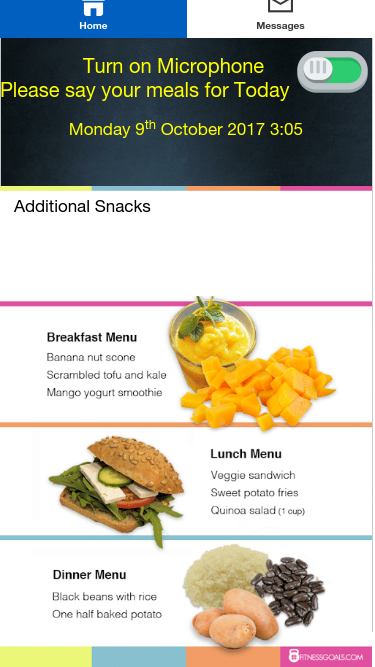 Home
Messages
Turn on Microphone
Please say your meals for Today
Monday 9th October 2017 3:05
Additional Snacks
Breakfast Menu
Banana nut scone
Scrambled tofu and kale
Mango yogurt smoothie
Lunch Menu
Veggie sandwich
Sweet potato fries
Quinoa salad (1 cup)
Dinner Menu
Black beans with rice
One half baked potato
FITNESSGOALS.COM